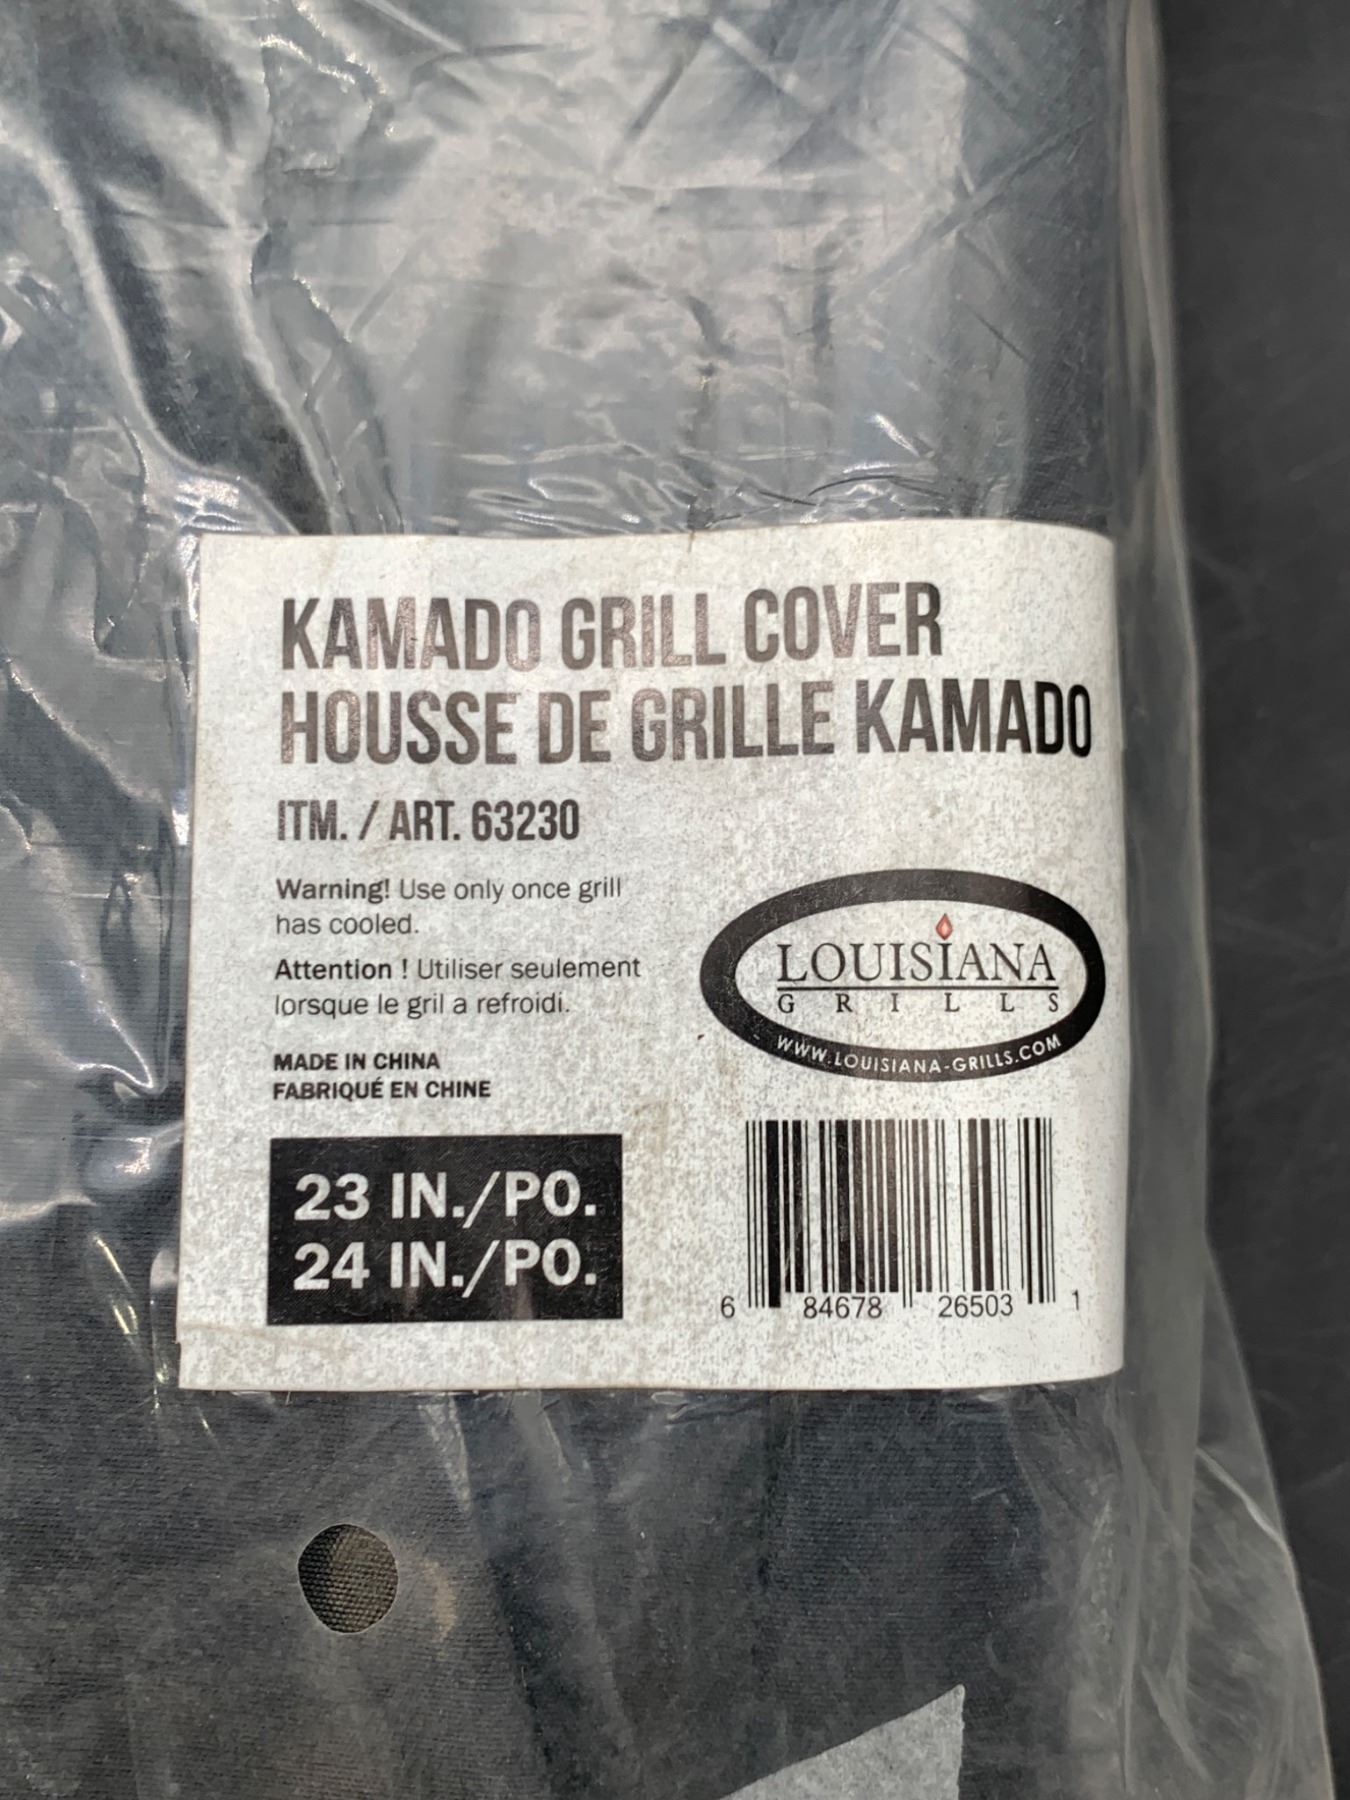 KAMADO GRILL COVER
HOUSSE DE GRILLE KAMADO
ITM. / ART. 63230
Warning! Use only once grill
has cooled.
Attention ! Utiliser seulement
lorsque le gril a refroidi.
MADE IN CHINA
FABRIQUÉ EN CHINE
23 IN./PO.
24 IN./PO.
LOUISIANA
GRILLS
WWW.LOUISIANA-GRILLS.COM
6 84678 26503 1